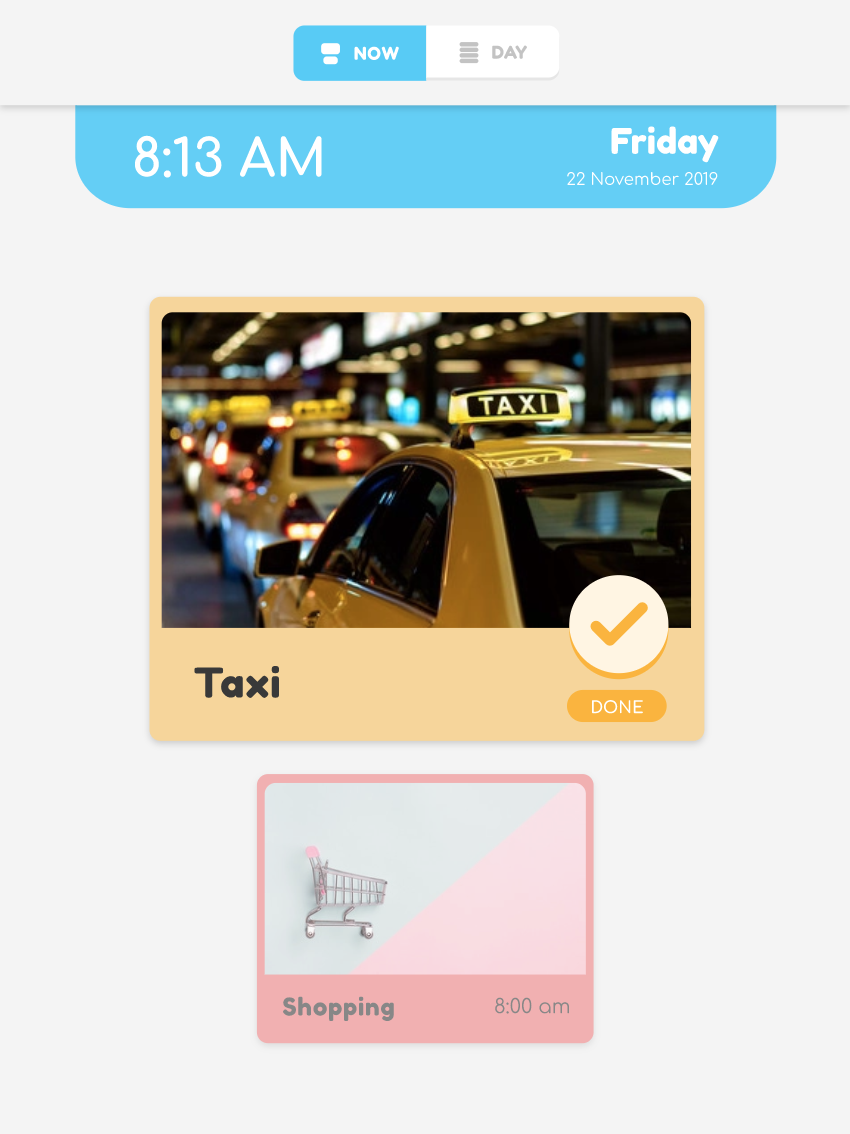 NOW DAY
8:13 AM
Friday
22 November 2019
TAXI
Taxi
DONE
Shopping 8:00 am